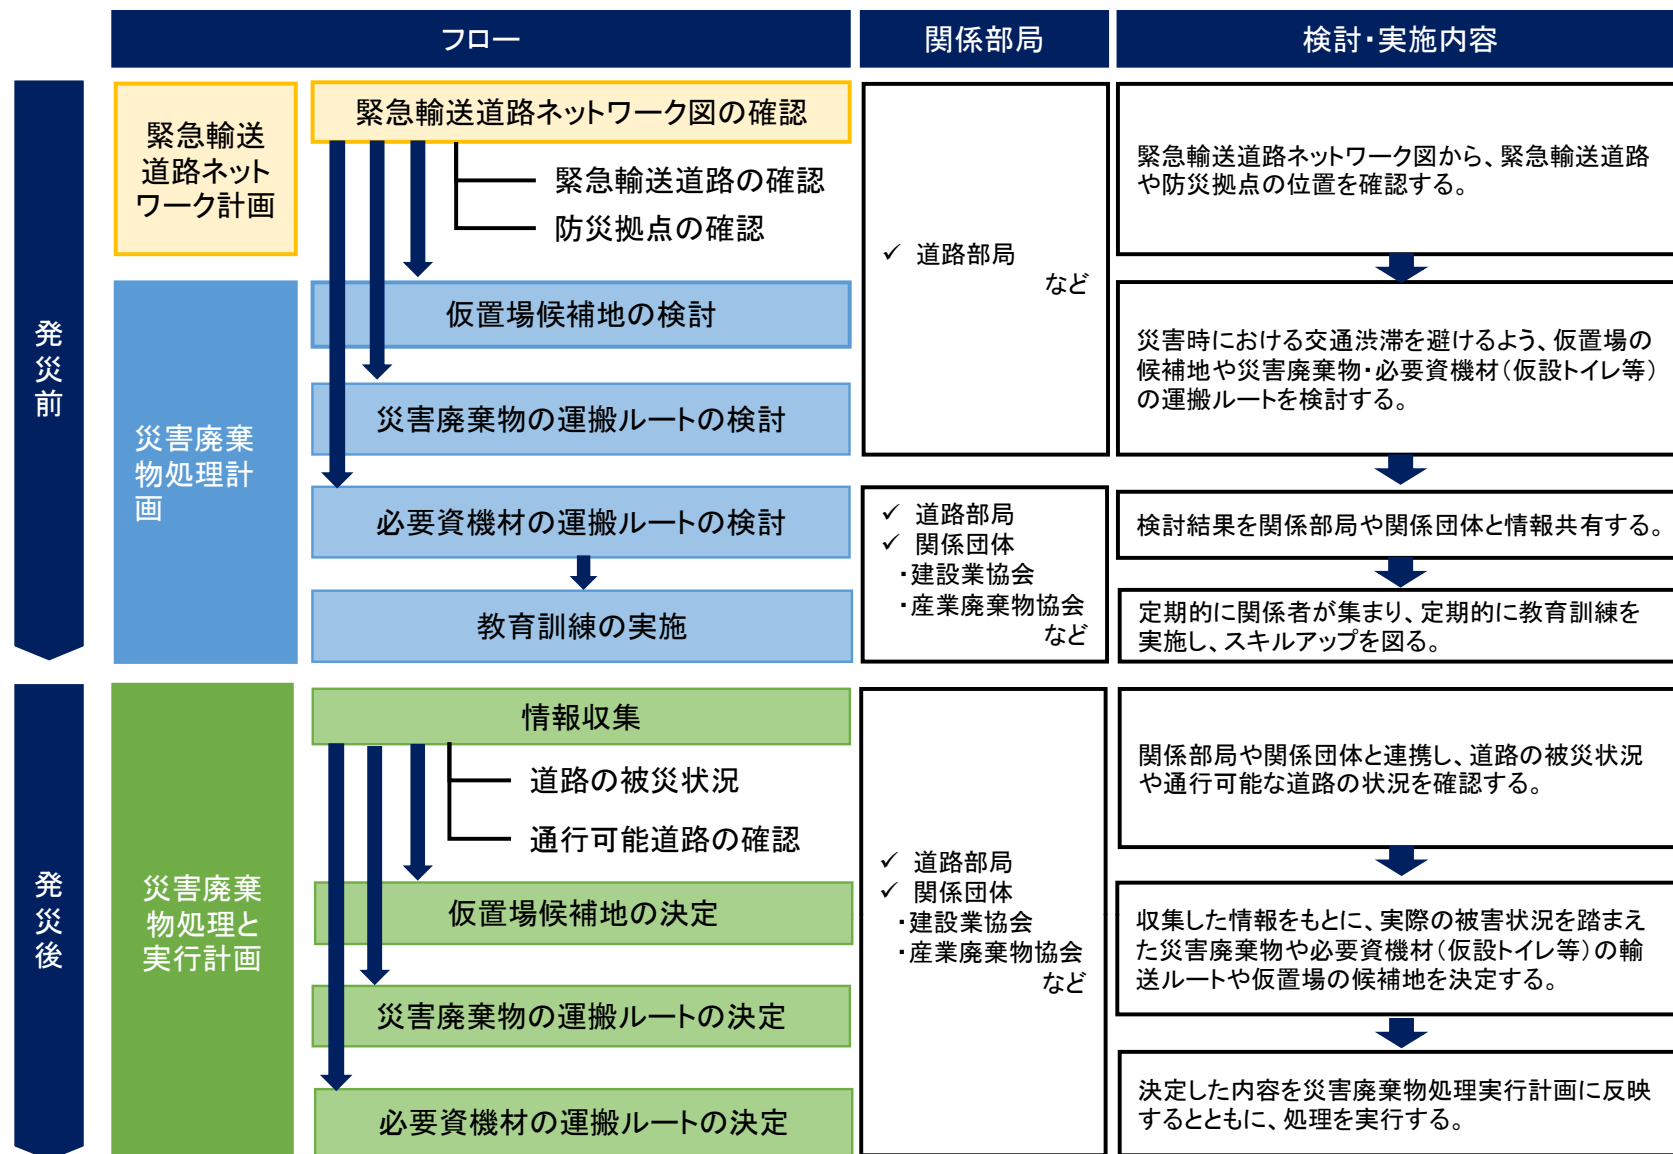 フロー
関係部局
検討・実施内容
発
災
前
緊急輸送
道路ネット
ワーク計画
緊急輸送道路ネットワーク図の確認
緊急輸送道路の確認
防災拠点の確認
災害廃棄
物処理計
画
仮置場候補地の検討
災害廃棄物の運搬ルートの検討
必要資機材の運搬ルートの検討
教育訓練の実施
✓ 道路部局
など
✓ 道路部局
✓ 関係団体
・建設業協会
・産業廃棄物協会
など
緊急輸送道路ネットワーク図から、緊急輸送道路
や防災拠点の位置を確認する。
災害時における交通渋滞を避けるよう、仮置場の
候補地や災害廃棄物・必要資機材(仮設トイレ等)
の運搬ルートを検討する。
検討結果を関係部局や関係団体と情報共有する。
定期的に関係者が集まり、定期的に教育訓練を
実施し、スキルアップを図る。
発
災
後
災害廃棄
物処理と
実行計画
情報収集
道路の被災状況
通行可能道路の確認
仮置場候補地の決定
災害廃棄物の運搬ルートの決定
必要資機材の運搬ルートの決定
✓ 道路部局
✓ 関係団体
・建設業協会
・産業廃棄物協会
など
関係部局や関係団体と連携し、道路の被災状況
や通行可能な道路の状況を確認する。
収集した情報をもとに、実際の被害状況を踏まえ
た災害廃棄物や必要資機材(仮設トイレ等)の輸
送ルートや仮置場の候補地を決定する。
決定した内容を災害廃棄物処理実行計画に反映
するとともに、処理を実行する。